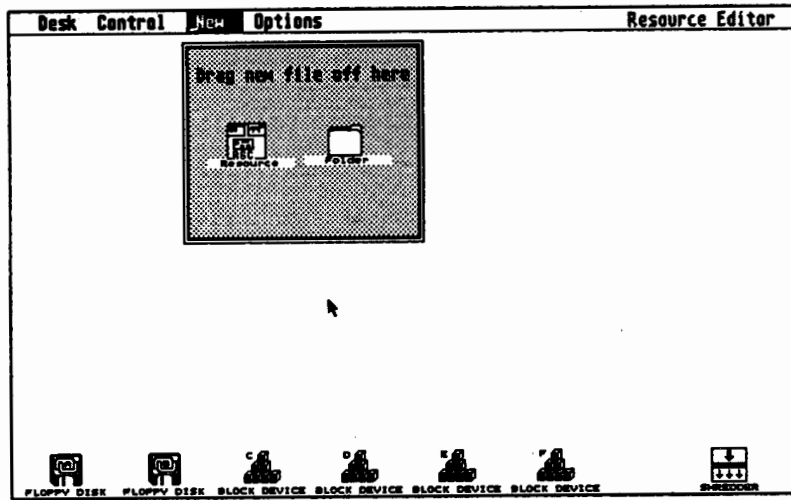 Desk Control New Options Resource Editor
Drag new file off here
Resource Folder
C D E F
FLOPPY DISK FLOPPY DISK BLOCK DEVICE BLOCK DEVICE BLOCK DEVICE BLOCK DEVICE SHREDDER